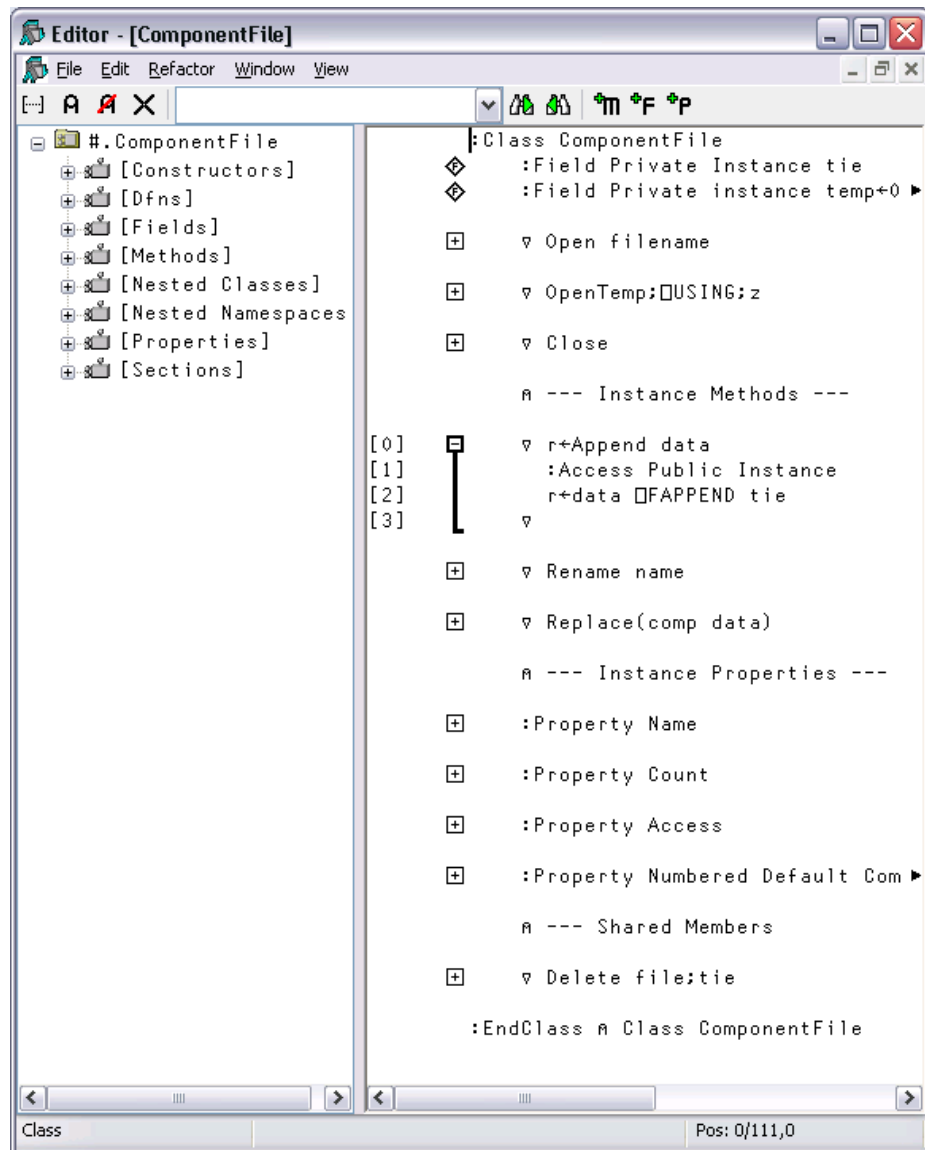 Editor - [ComponentFile]
File Edit Refactor Window View
[···] A A X +m +F +P
#.ComponentFile
[Constructors]
[Dfns]
[Fields]
[Methods]
[Nested Classes]
[Nested Namespaces
[Properties]
[Sections]
:Class ComponentFile
:Field Private Instance tie
:Field Private instance temp←0
∇ Open filename
∇ OpenTemp;⎕USING;z
∇ Close
⍝ --- Instance Methods ---
[0] ∇ r←Append data
[1] :Access Public Instance
[2] r←data ⎕FAPPEND tie
[3] ∇
∇ Rename name
∇ Replace(comp data)
⍝ --- Instance Properties ---
:Property Name
:Property Count
:Property Access
:Property Numbered Default Com
⍝ --- Shared Members
∇ Delete file;tie
:EndClass ⍝ Class ComponentFile
Class Pos: 0/111,0